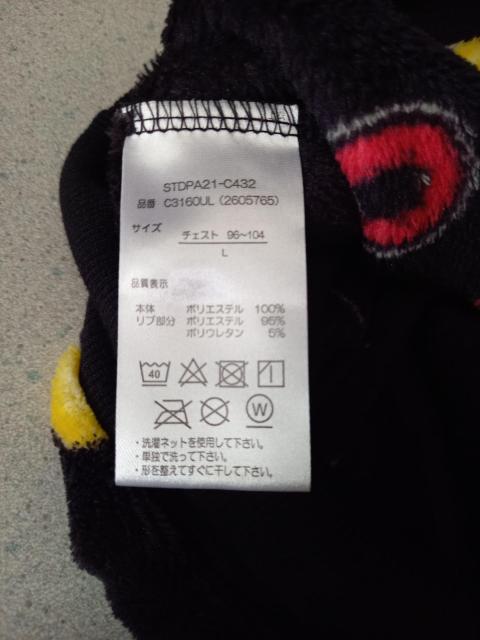 STDPA21-C432
品番 C3160UL (2605765)
サイズ
チェスト 96~104
L
品質表示
本体 ポリエステル 100%
リブ部分 ポリエステル 95%
ポリウレタン 5%
40
W
・洗濯ネットを使用して下さい。
・単独で洗って下さい。
・形を整えてすぐに干して下さい。